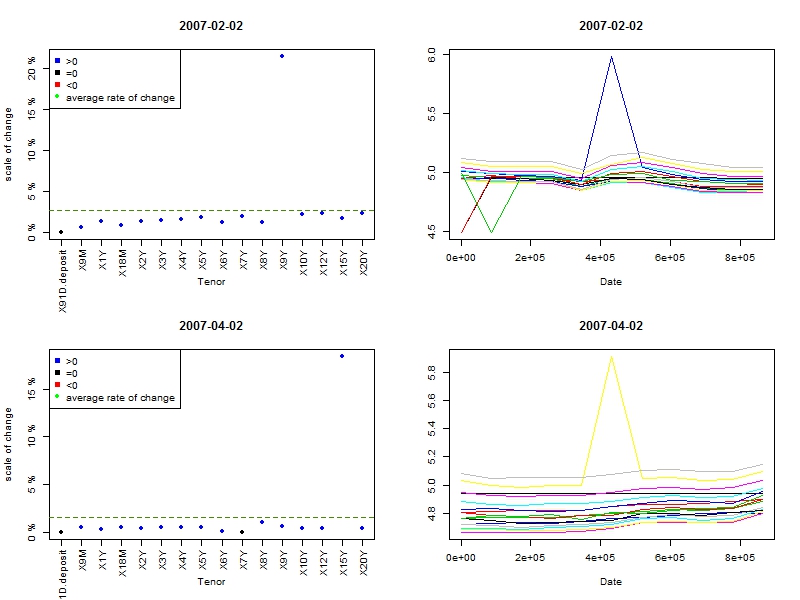 2007-02-02
scale of change
0 %
5 %
10 %
15 %
20 %
>0
=0
<0
average rate of change
X91D.deposit
X9M
X1Y
X18M
X2Y
X3Y
X4Y
X5Y
X6Y
X7Y
X8Y
X9Y
X10Y
X12Y
X15Y
X20Y
Tenor
2007-02-02
6.0
5.5
5.0
4.5
0e+00
2e+05
4e+05
6e+05
8e+05
Date
2007-04-02
scale of change
0 %
5 %
10 %
15 %
>0
=0
<0
average rate of change
1D.deposit
X9M
X1Y
X18M
X2Y
X3Y
X4Y
X5Y
X6Y
X7Y
X8Y
X9Y
X10Y
X12Y
X15Y
X20Y
Tenor
2007-04-02
5.8
5.6
5.4
5.2
5.0
4.8
0e+00
2e+05
4e+05
6e+05
8e+05
Date